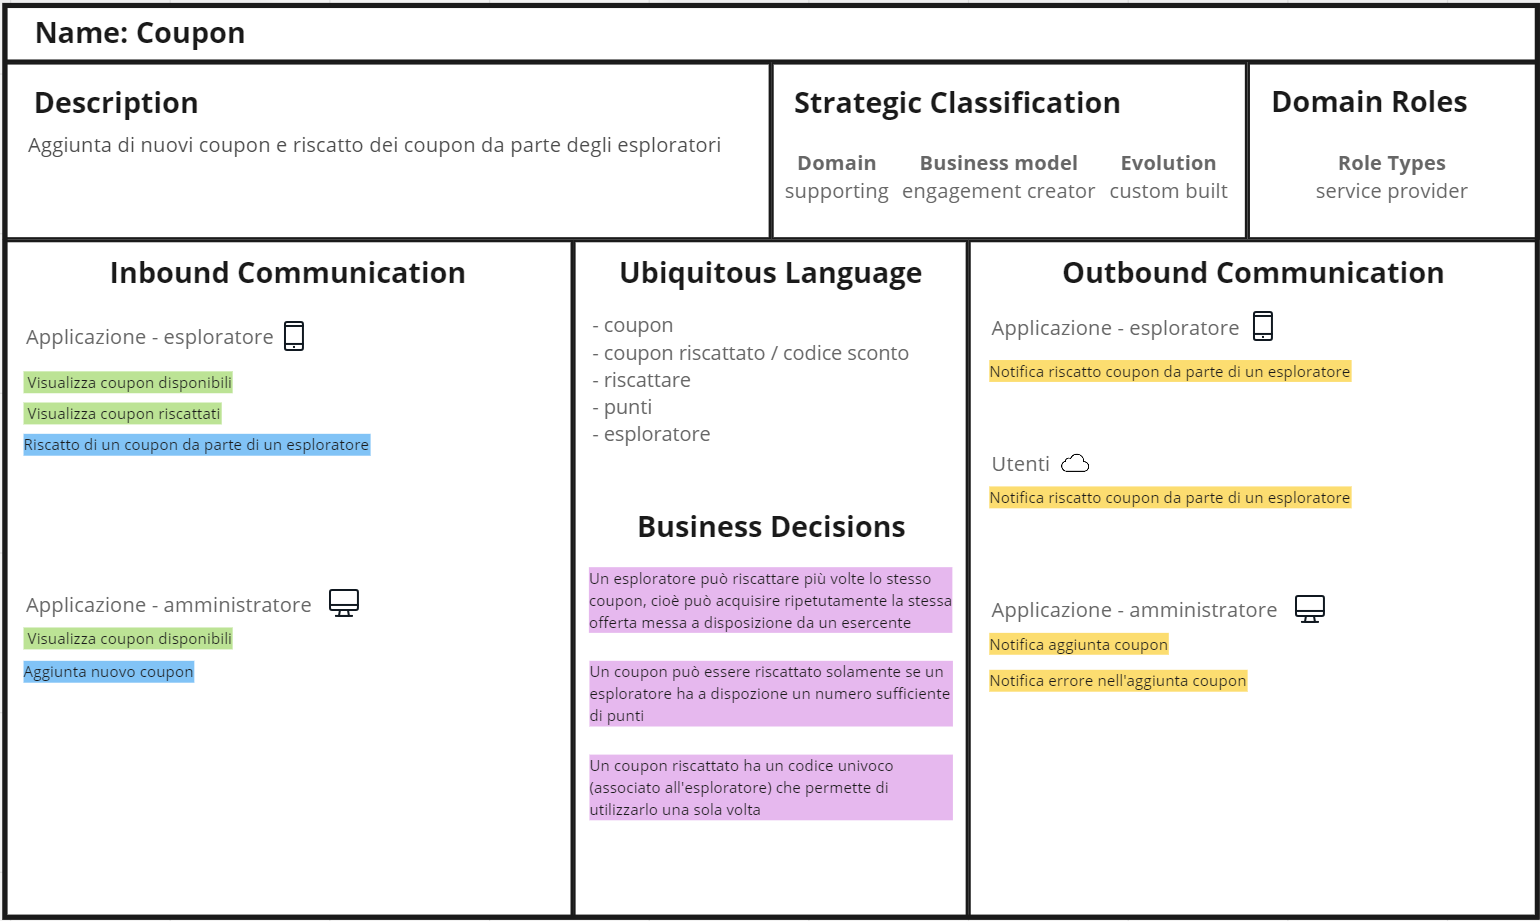 Name: Coupon
Description
Aggiunta di nuovi coupon e riscatto dei coupon da parte degli esploratori
Strategic Classification
Domain
supporting
Business model
engagement creator
Evolution
custom built
Domain Roles
Role Types
service provider
Inbound Communication
Applicazione - esploratore
Visualizza coupon disponibili
Visualizza coupon riscattati
Riscatto di un coupon da parte di un esploratore
Applicazione - amministratore
Visualizza coupon disponibili
Aggiunta nuovo coupon
Ubiquitous Language
- coupon
- coupon riscattato / codice sconto
- riscattare
- punti
- esploratore
Business Decisions
Un esploratore può riscattare più volte lo stesso
coupon, cioè può acquisire ripetutamente la stessa
offerta messa a disposizione da un esercente
Un coupon può essere riscattato solamente se un
esploratore ha a dispozione un numero sufficiente
di punti
Un coupon riscattato ha un codice univoco
(associato all'esploratore) che permette di
utilizzarlo una sola volta
Outbound Communication
Applicazione - esploratore
Notifica riscatto coupon da parte di un esploratore
Utenti
Notifica riscatto coupon da parte di un esploratore
Applicazione - amministratore
Notifica aggiunta coupon
Notifica errore nell'aggiunta coupon